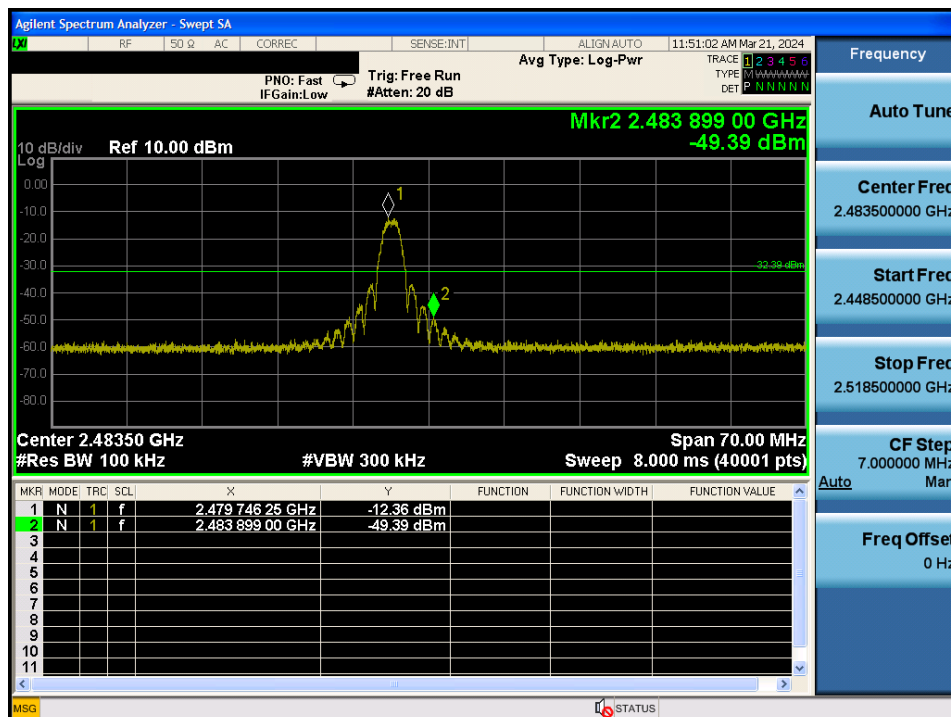 Agilent Spectrum Analyzer - Swept SA
LXI RF 50 Ω AC CORREC SENSE:INT ALIGNAUTO 11:51:02 AM Mar 21, 2024
PNO: Fast
IFGain:Low
Trig: Free Run
#Atten: 20 dB
Avg Type: Log-Pwr
TRACE 1 2 3 4 5 6
TYPE M
DET P N N N N N
Mkr2 2.483 899 00 GHz
-49.39 dBm
10 dB/div Ref 10.00 dBm
Log
0.00
-10.0
-20.0
-30.0
-40.0
-50.0
-60.0
-70.0
-80.0
1
2
-32.39 dBm
Center 2.48350 GHz Span 70.00 MHz
#Res BW 100 kHz #VBW 300 kHz Sweep 8.000 ms (40001 pts)
MKR MODE TRC SCL X Y FUNCTION FUNCTION WIDTH FUNCTION VALUE
1 N 1 f 2.479 746 25 GHz -12.36 dBm
2 N 1 f 2.483 899 00 GHz -49.39 dBm
3
4
5
6
7
8
9
10
11
MSG STATUS
Frequency
Auto Tune
Center Freq
2.483500000 GHz
Start Freq
2.448500000 GHz
Stop Freq
2.518500000 GHz
CF Step
7.000000 MHz
Auto Man
Freq Offset
0 Hz